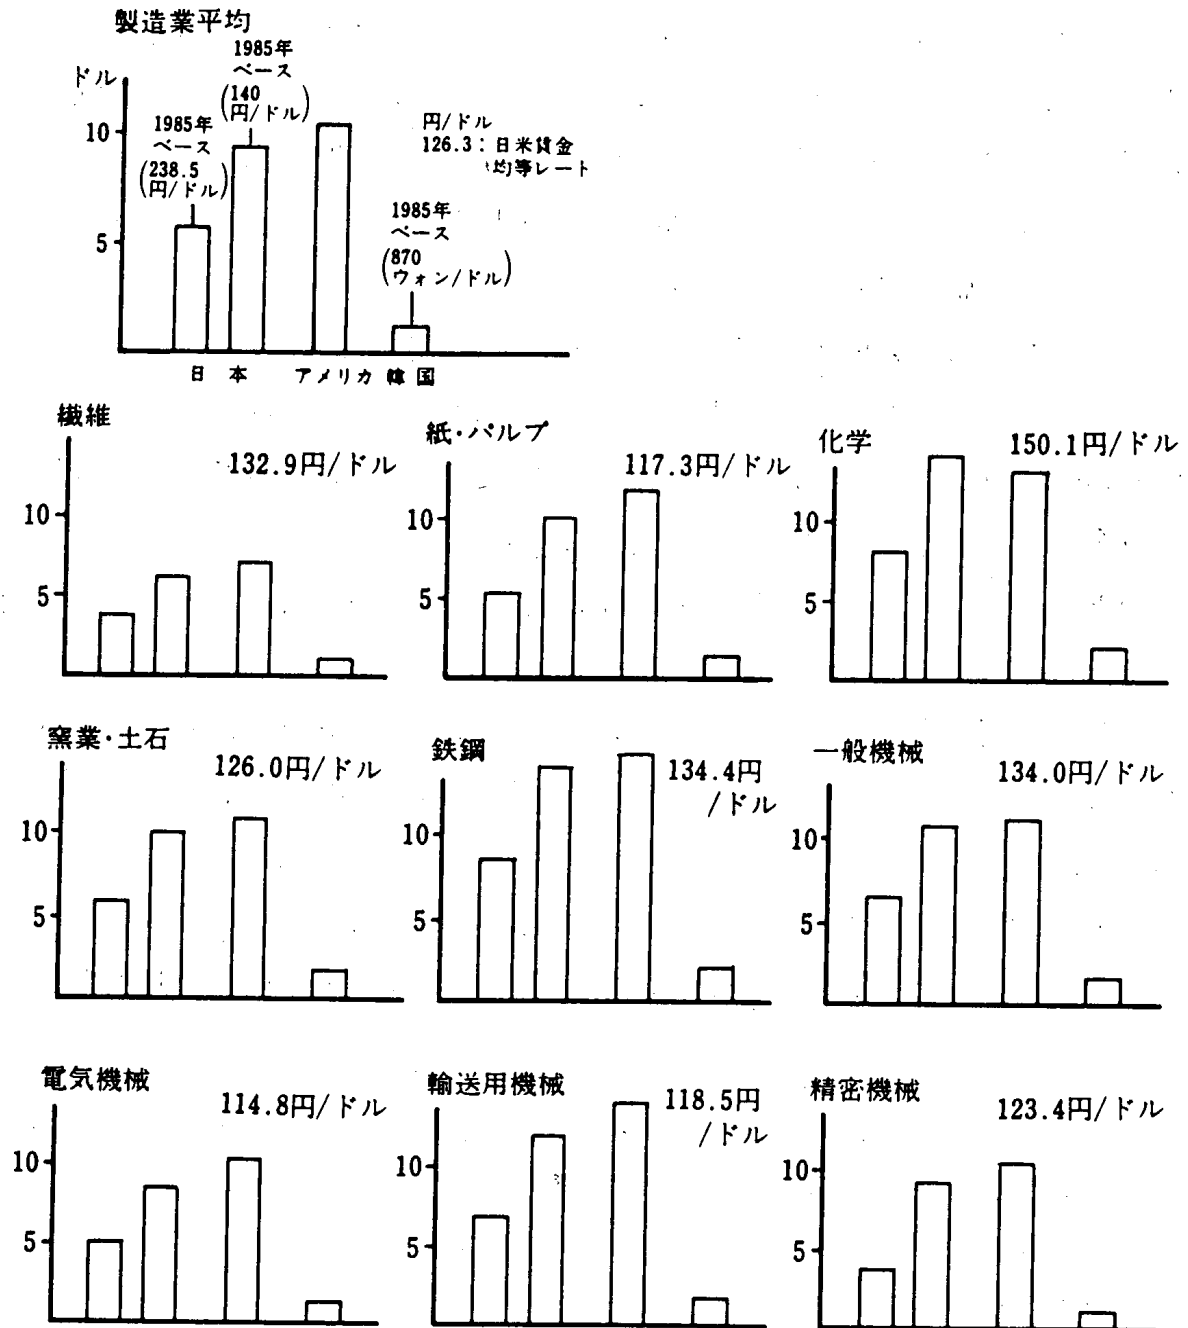 製造業平均
ドル
10
5
1985年
ベース
(238.5
円/ドル)
1985年
ベース
(140
円/ドル)
円/ドル
126.3：日米賃金
均等レート
1985年
ベース
(870
ウォン/ドル)
日本 アメリカ 韓国
繊維
132.9円/ドル
10
5
紙・パルプ
117.3円/ドル
10
5
化学
150.1円/ドル
10
5
窯業・土石
126.0円/ドル
10
5
鉄鋼
134.4円
/ドル
10
5
一般機械
134.0円/ドル
10
5
電気機械
114.8円/ドル
10
5
輸送用機械
118.5円
/ドル
10
5
精密機械
123.4円/ドル
10
5